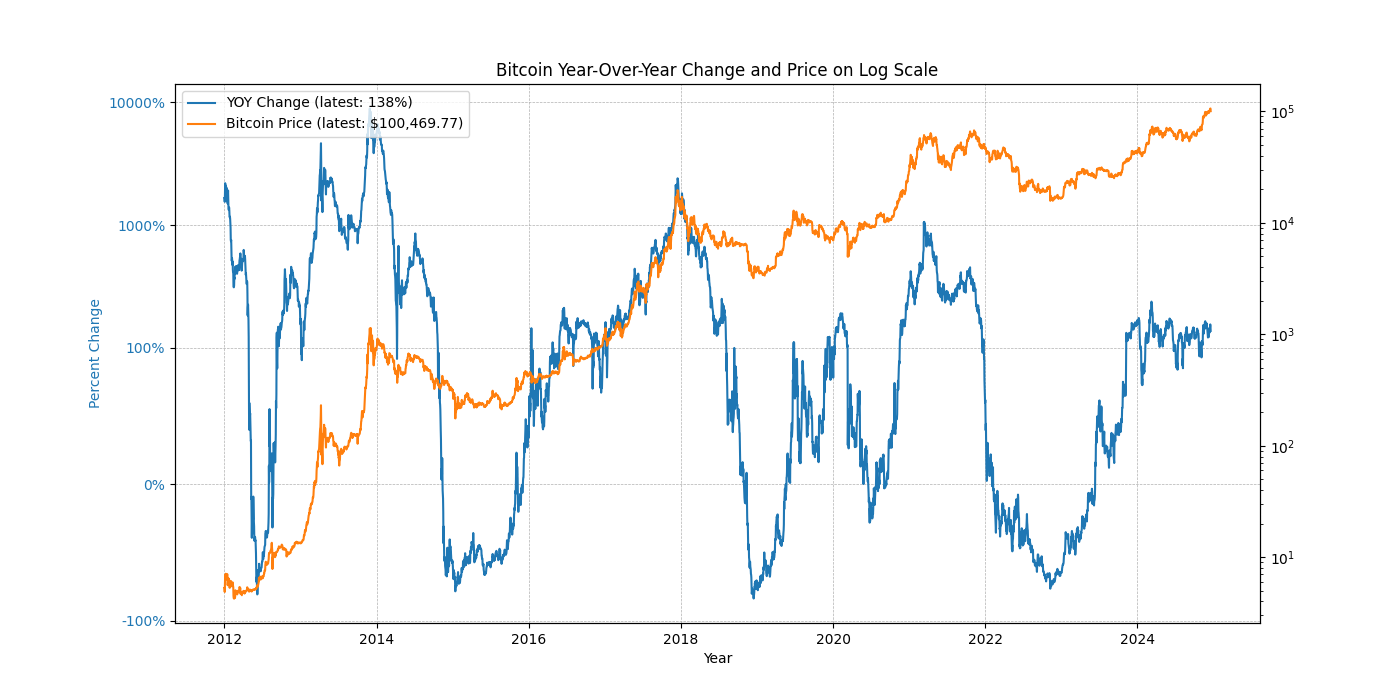 Bitcoin Year-Over-Year Change and Price on Log Scale
YOY Change (latest: 138%)
Bitcoin Price (latest: $100,469.77)
Percent Change
10000%
1000%
100%
0%
-100%
10⁵
10⁴
10³
10²
10¹
2012 2014 2016 2018 2020 2022 2024
Year